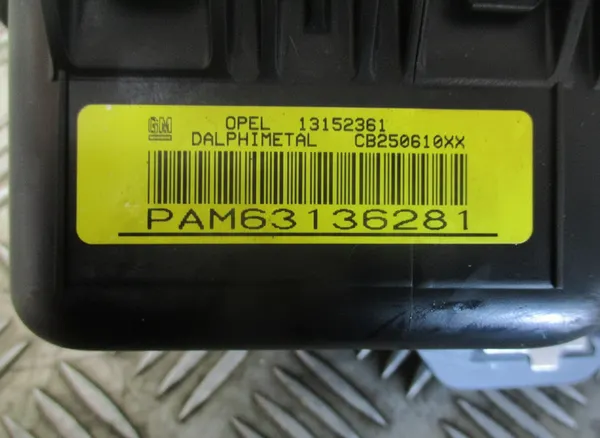 GM OPEL 13152361
DALPHIMETAL CB250610XX
PAM63136281